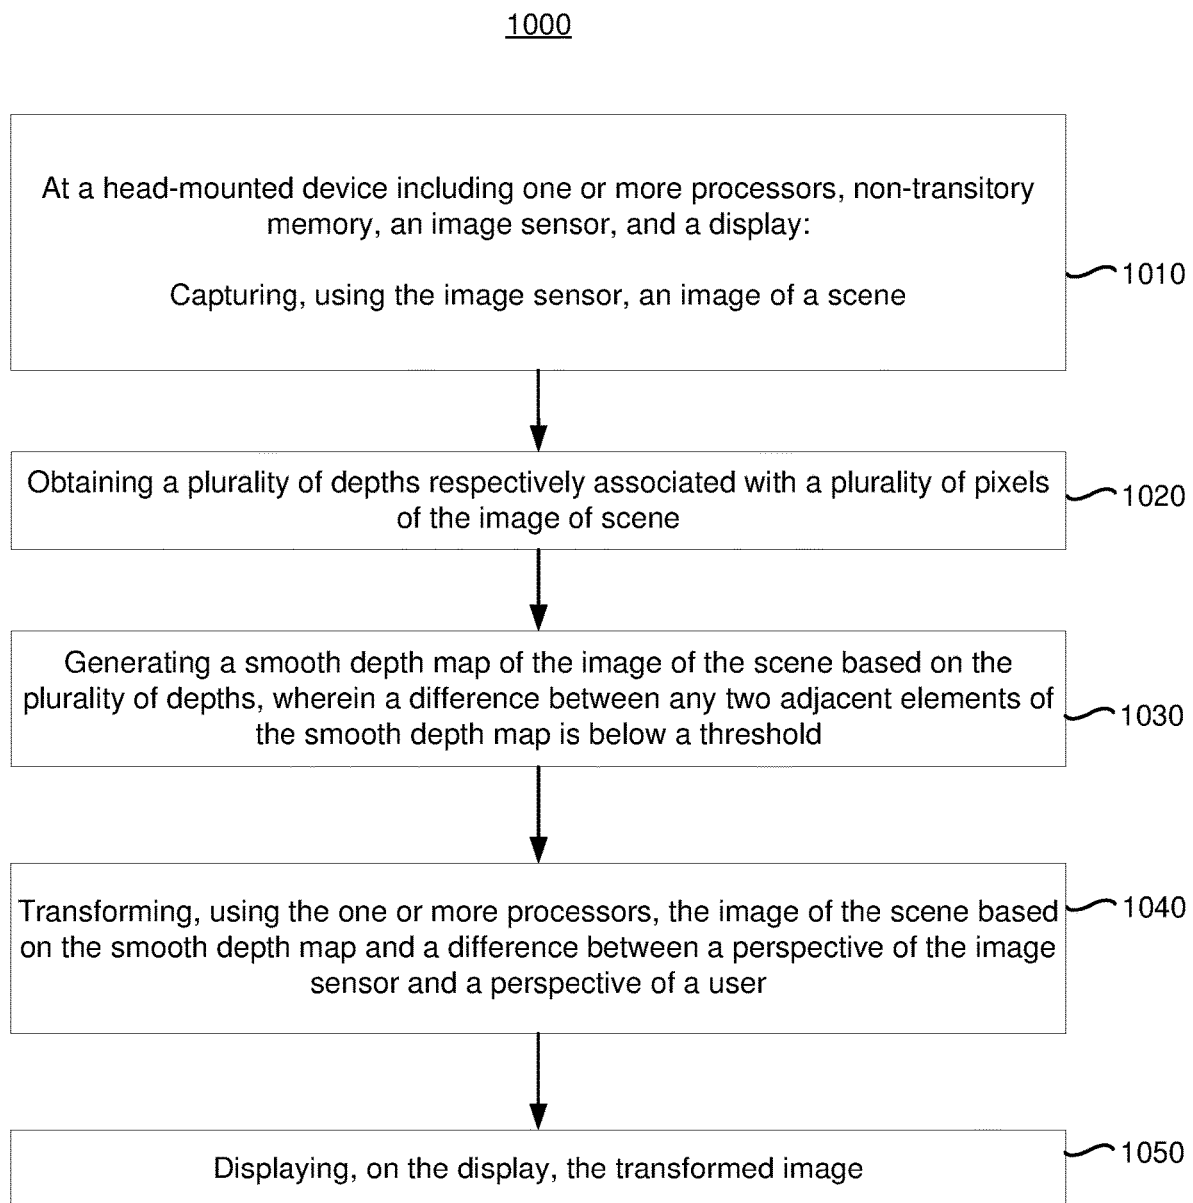 1000
At a head-mounted device including one or more processors, non-transitory
memory, an image sensor, and a display:
Capturing, using the image sensor, an image of a scene
1010
Obtaining a plurality of depths respectively associated with a plurality of pixels
of the image of scene
1020
Generating a smooth depth map of the image of the scene based on the
plurality of depths, wherein a difference between any two adjacent elements of
the smooth depth map is below a threshold
1030
Transforming, using the one or more processors, the image of the scene based
on the smooth depth map and a difference between a perspective of the image
sensor and a perspective of a user
1040
Displaying, on the display, the transformed image
1050